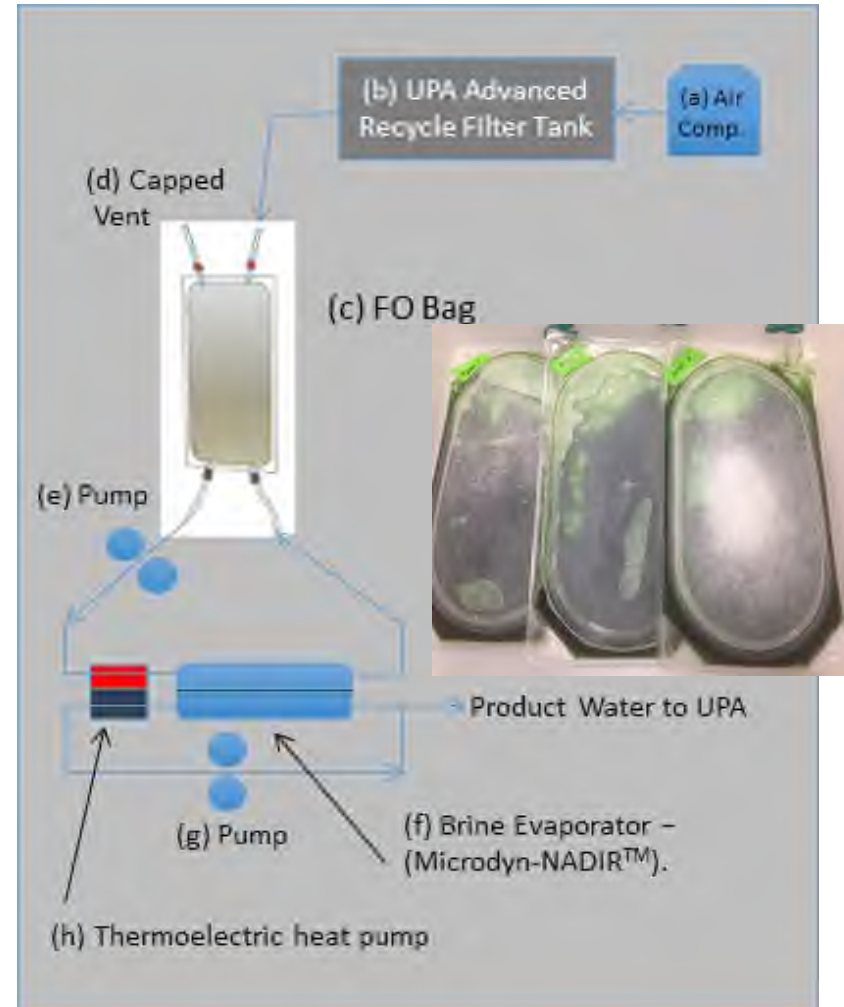 (b) UPA Advanced
Recycle Filter Tank
(a) Air
Comp.
(d) Capped
Vent
(c) FO Bag
(e) Pump
Product Water to UPA
(g) Pump
(f) Brine Evaporator –
(Microdyn-NADIR™).
(h) Thermoelectric heat pump